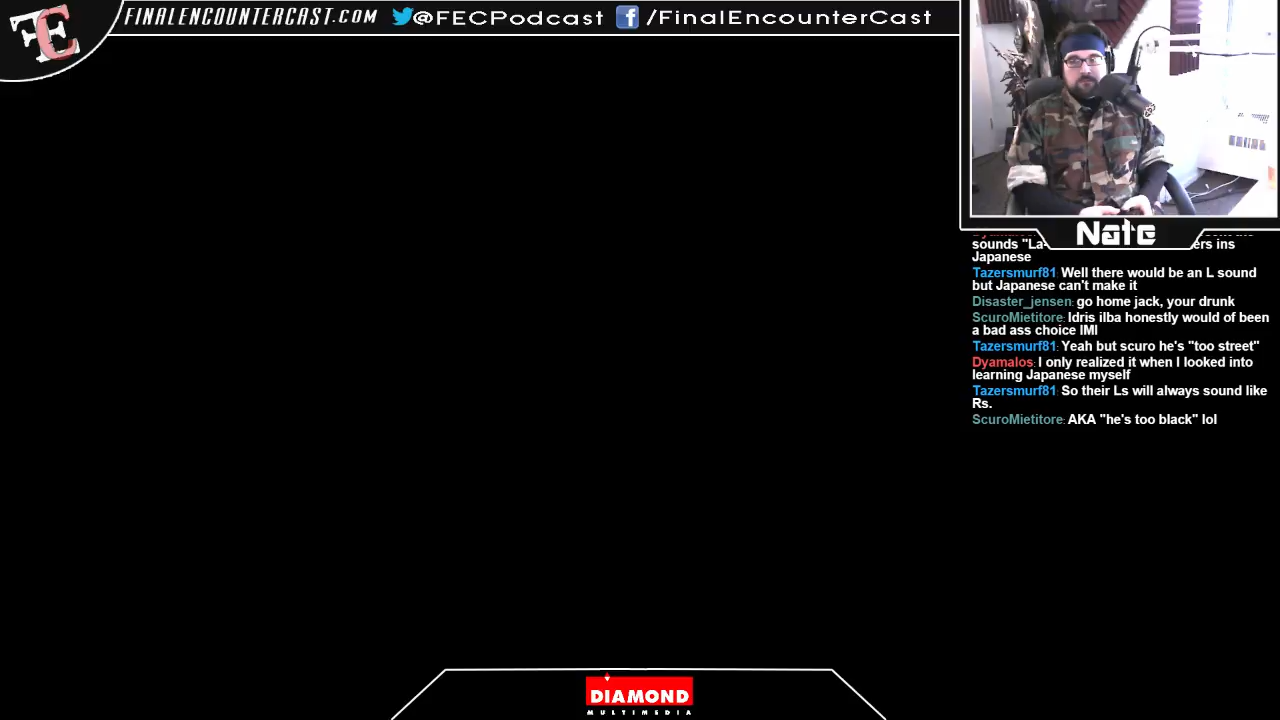 FINALENCOUNTERCAST.COM @FECPodcast /FinalEncounterCast
FC
Nate
sounds "La- ers ins
Japanese
Tazersmurf81: Well there would be an L sound
but Japanese can't make it
Disaster_jensen: go home jack, your drunk
ScuroMietitore: Idris ilba honestly would of been
a bad ass choice IMI
Tazersmurf81: Yeah but scuro he's "too street"
Dyamalos: I only realized it when I looked into
learning Japanese myself
Tazersmurf81: So their Ls will always sound like
Rs.
ScuroMietitore: AKA "he's too black" lol
DIAMOND
MULTIMEDIA